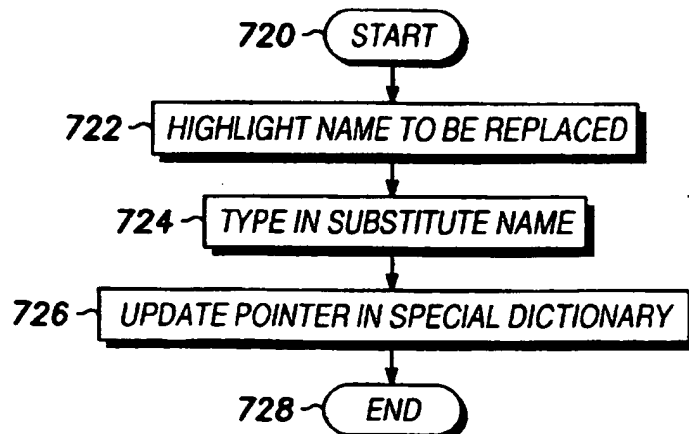 720 START
722 HIGHLIGHT NAME TO BE REPLACED
724 TYPE IN SUBSTITUTE NAME
726 UPDATE POINTER IN SPECIAL DICTIONARY
728 END